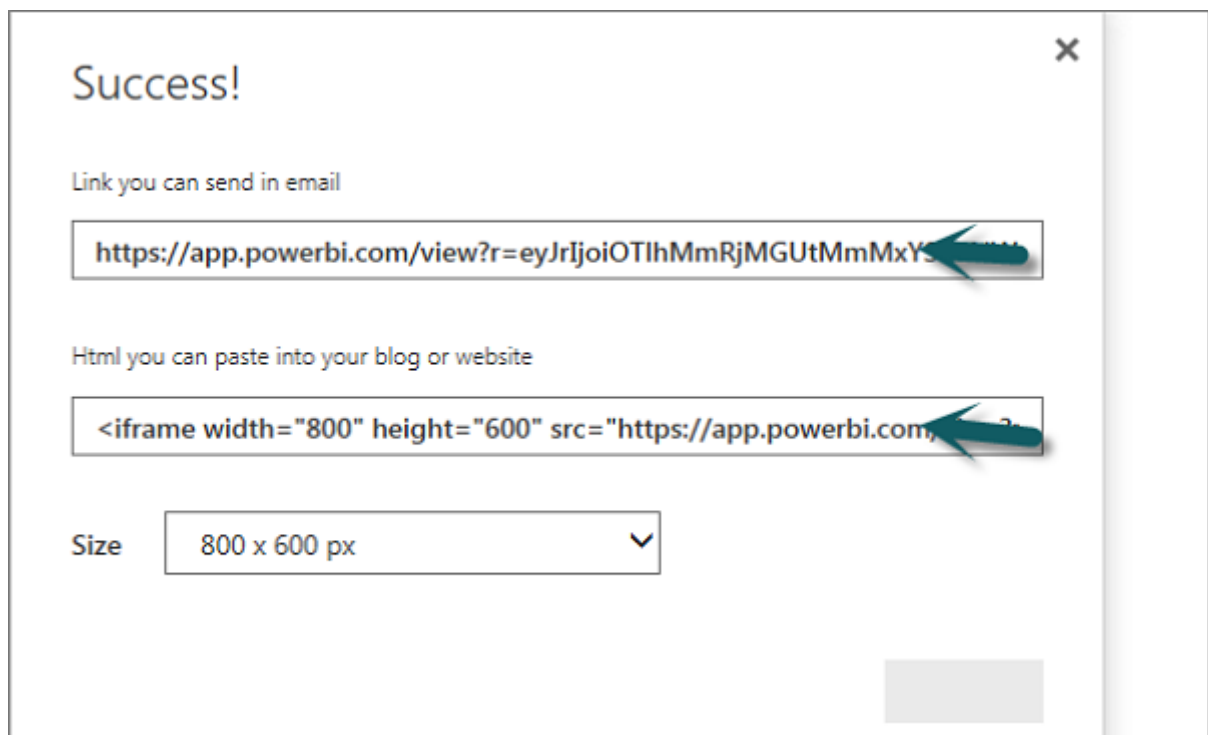 Success!
Link you can send in email
https://app.powerbi.com/view?r=eyJrIjoiOTIhMmRjMGUtMmMxY
Html you can paste into your blog or website
<iframe width="800" height="600" src="https://app.powerbi.com/
Size 800 x 600 px